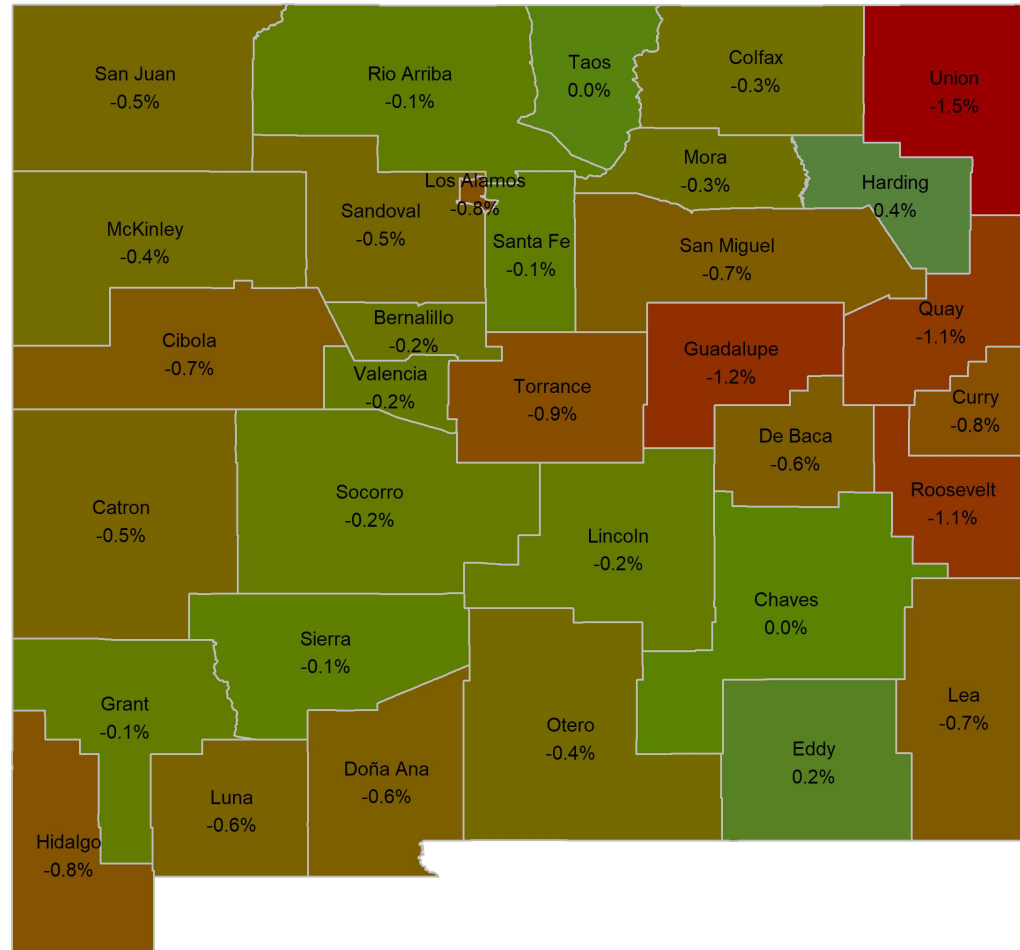 San Juan
-0.5%
Rio Arriba
-0.1%
Taos
0.0%
Colfax
-0.3%
Union
-1.5%
Mora
-0.3%
Harding
0.4%
Los Alamos
-0.8%
Sandoval
-0.5%
McKinley
-0.4%
Santa Fe
-0.1%
San Miguel
-0.7%
Quay
-1.1%
Bernalillo
-0.2%
Cibola
-0.7%
Guadalupe
-1.2%
Valencia
-0.2%
Torrance
-0.9%
Curry
-0.8%
De Baca
-0.6%
Socorro
-0.2%
Roosevelt
-1.1%
Catron
-0.5%
Lincoln
-0.2%
Chaves
0.0%
Sierra
-0.1%
Lea
-0.7%
Grant
-0.1%
Otero
-0.4%
Eddy
0.2%
Doña Ana
-0.6%
Luna
-0.6%
Hidalgo
-0.8%